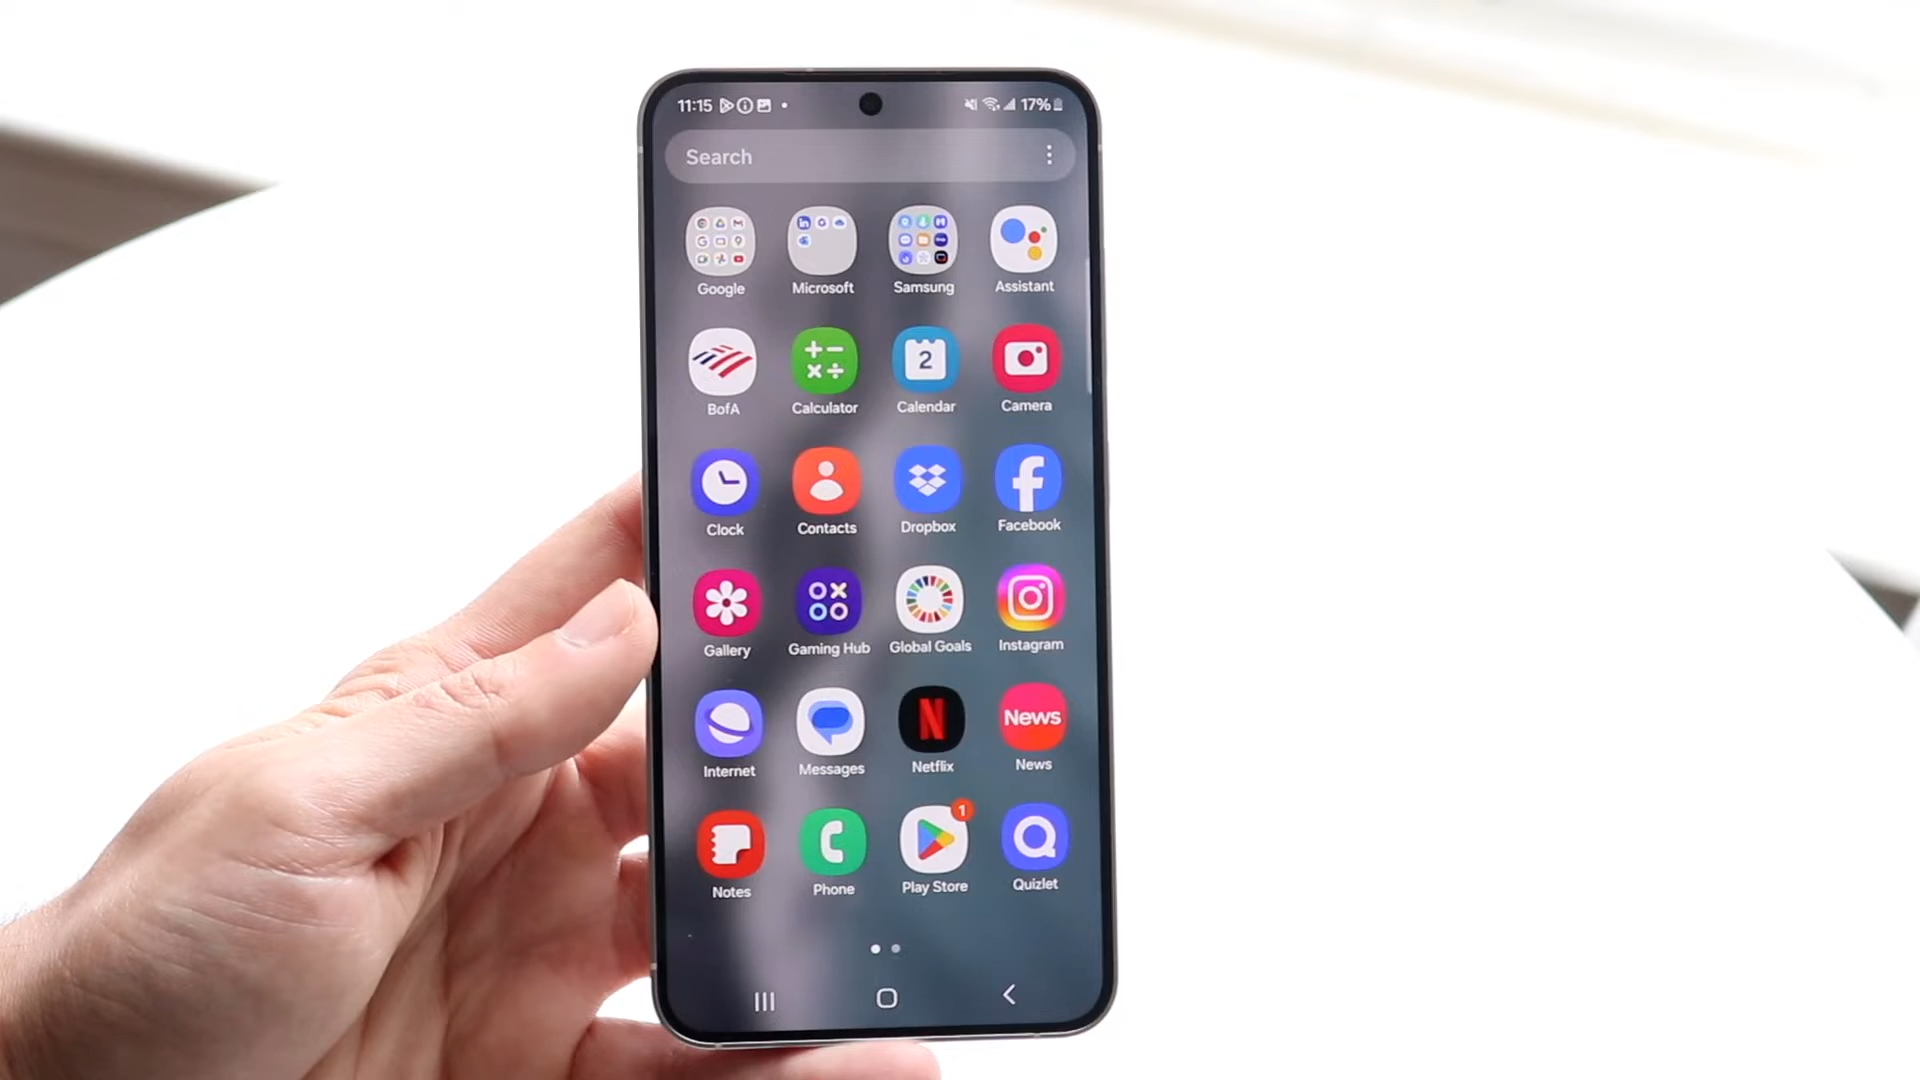 11:15 17%
Search
Google Microsoft Samsung Assistant
2
BofA Calculator Calendar Camera
Clock Contacts Dropbox Facebook
Gallery Gaming Hub Global Goals Instagram
News
Internet Messages Netflix News
1
Notes Phone Play Store Quizlet